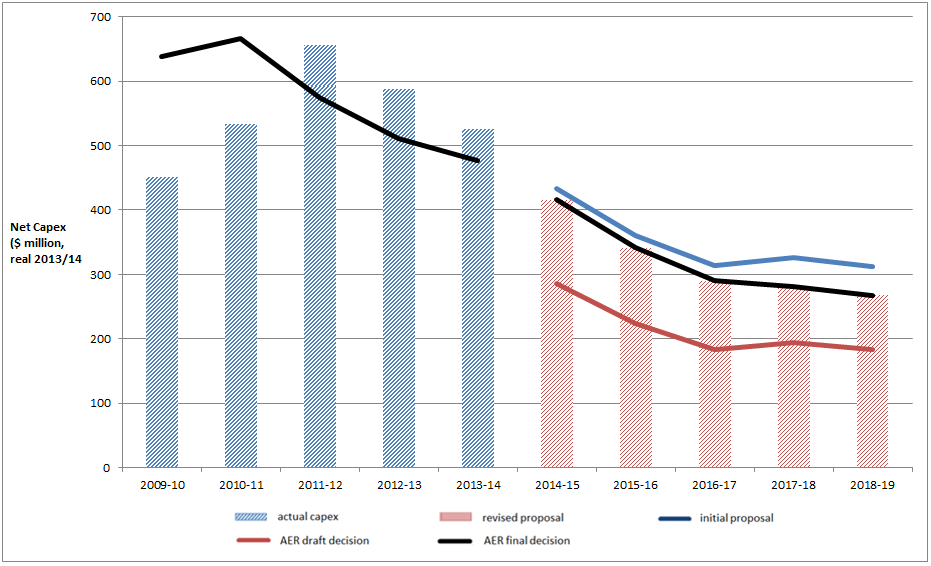 700
600
500
400
300
200
100
0
Net Capex
($ million,
real 2013/14
2009-10 2010-11 2011-12 2012-13 2013-14 2014-15 2015-16 2016-17 2017-18 2018-19
actual capex revised proposal initial proposal
AER draft decision AER final decision